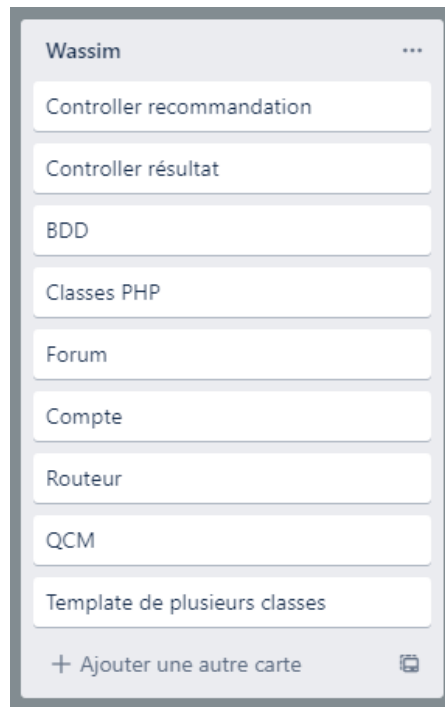 Wassim
Controller recommandation
Controller résultat
BDD
Classes PHP
Forum
Compte
Routeur
QCM
Template de plusieurs classes
+ Ajouter une autre carte